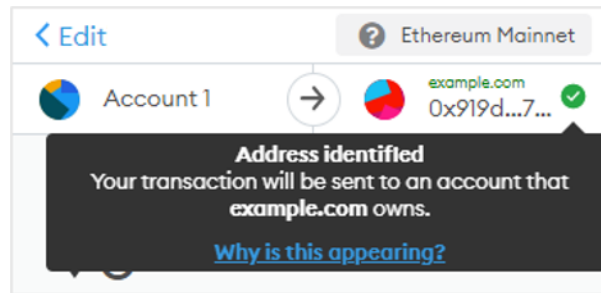 Edit
Ethereum Mainnet
Account 1
example.com
0x919d...7...
Address identified
Your transaction will be sent to an account that
example.com owns.
Why is this appearing?